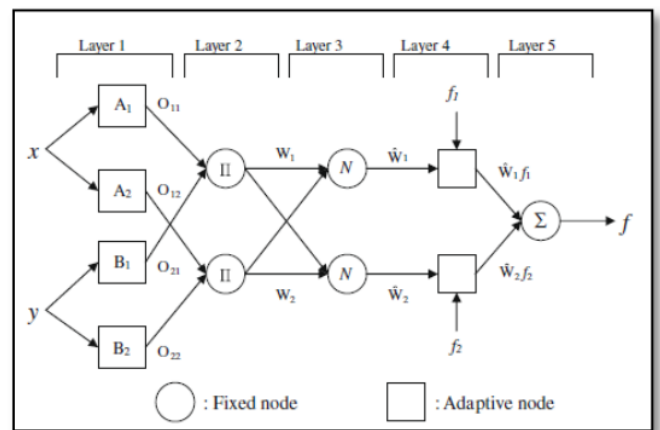 Layer 1 Layer 2 Layer 3 Layer 4 Layer 5
f₁
A₁ O₁₁
x Π W₁ N Ŵ₁ Ŵ₁f₁
A₂ O₁₂
Σ f
B₁ O₂₁
y Π W₂ N Ŵ₂ Ŵ₂f₂
B₂ O₂₂
f₂
: Fixed node : Adaptive node